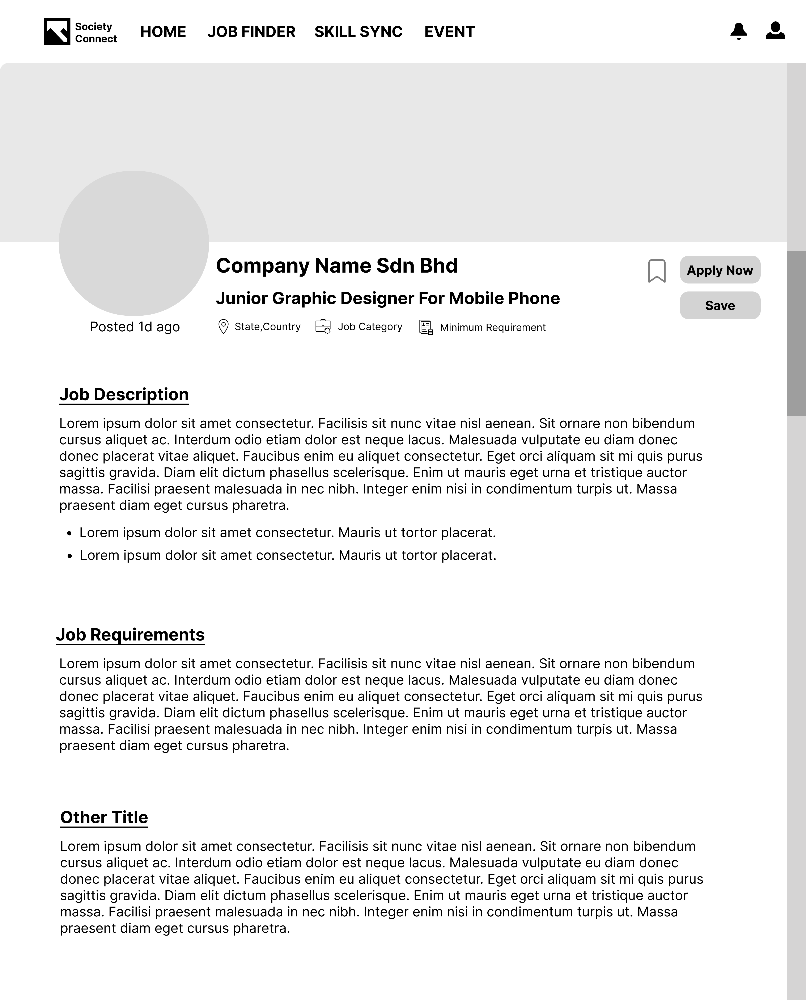 Society
Connect
HOME JOB FINDER SKILL SYNC EVENT
Company Name Sdn Bhd
Apply Now
Junior Graphic Designer For Mobile Phone
Save
Posted 1d ago
State,Country Job Category Minimum Requirement
Job Description
Lorem ipsum dolor sit amet consectetur. Facilisis sit nunc vitae nisl aenean. Sit ornare non bibendum
cursus aliquet ac. Interdum odio etiam dolor est neque lacus. Malesuada vulputate eu diam donec
donec placerat vitae aliquet. Faucibus enim eu aliquet consectetur. Eget orci aliquam sit mi quis purus
sagittis gravida. Diam elit dictum phasellus scelerisque. Enim ut mauris eget urna et tristique auctor
massa. Facilisi praesent malesuada in nec nibh. Integer enim nisi in condimentum turpis ut. Massa
praesent diam eget cursus pharetra.
• Lorem ipsum dolor sit amet consectetur. Mauris ut tortor placerat.
• Lorem ipsum dolor sit amet consectetur. Mauris ut tortor placerat.
Job Requirements
Lorem ipsum dolor sit amet consectetur. Facilisis sit nunc vitae nisl aenean. Sit ornare non bibendum
cursus aliquet ac. Interdum odio etiam dolor est neque lacus. Malesuada vulputate eu diam donec
donec placerat vitae aliquet. Faucibus enim eu aliquet consectetur. Eget orci aliquam sit mi quis purus
sagittis gravida. Diam elit dictum phasellus scelerisque. Enim ut mauris eget urna et tristique auctor
massa. Facilisi praesent malesuada in nec nibh. Integer enim nisi in condimentum turpis ut. Massa
praesent diam eget cursus pharetra.
Other Title
Lorem ipsum dolor sit amet consectetur. Facilisis sit nunc vitae nisl aenean. Sit ornare non bibendum
cursus aliquet ac. Interdum odio etiam dolor est neque lacus. Malesuada vulputate eu diam donec
donec placerat vitae aliquet. Faucibus enim eu aliquet consectetur. Eget orci aliquam sit mi quis purus
sagittis gravida. Diam elit dictum phasellus scelerisque. Enim ut mauris eget urna et tristique auctor
massa. Facilisi praesent malesuada in nec nibh. Integer enim nisi in condimentum turpis ut. Massa
praesent diam eget cursus pharetra.